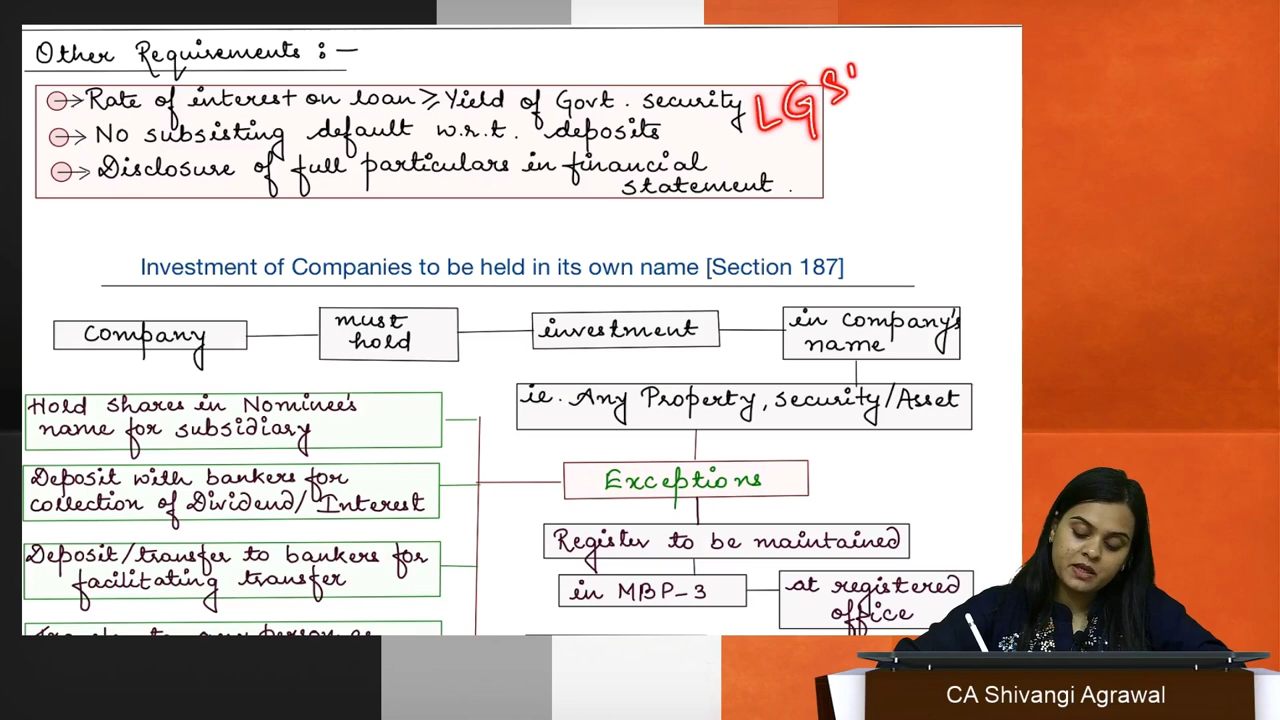 Other Requirements : -
Rate of interest on loan ≥ Yield of Govt. security
LGS'
No subsisting default w.r.t. deposits
Disclosure of full particulars in financial
statement.
Investment of Companies to be held in its own name [Section 187]
Company
must
hold
investment
in company's
name
ie. Any Property, security/Asset
Exceptions
Hold shares in Nominee's
name for subsidiary
Deposit with bankers for
collection of Dividend/Interest
Deposit/transfer to bankers for
facilitating transfer
Register to be maintained
in MBP-3
at registered
office
CA Shivangi Agrawal